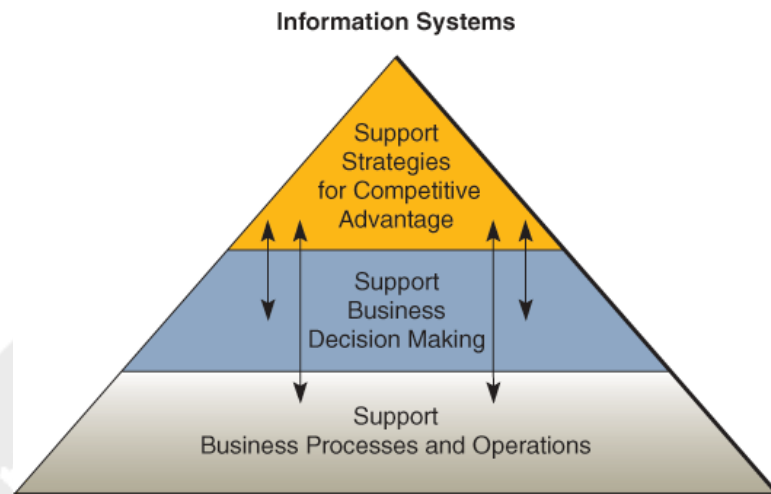 Information Systems
Support
Strategies
for Competitive
Advantage
Support
Business
Decision Making
Support
Business Processes and Operations